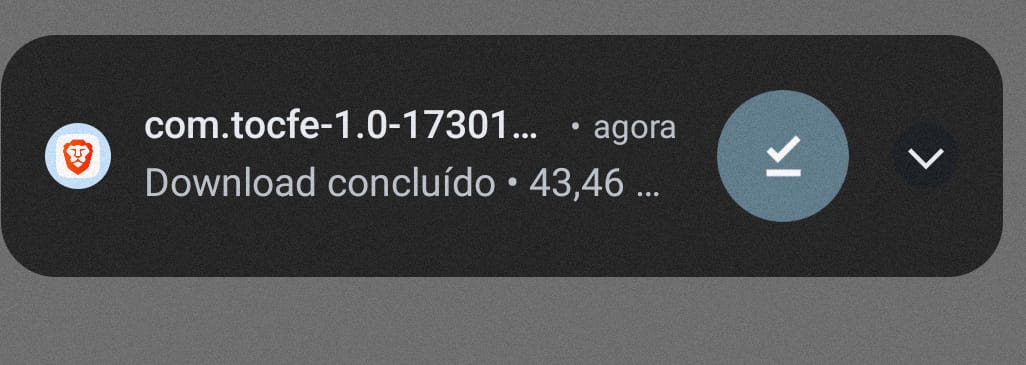 com.tocfe-1.0-17301... • agora
Download concluído • 43,46 ...